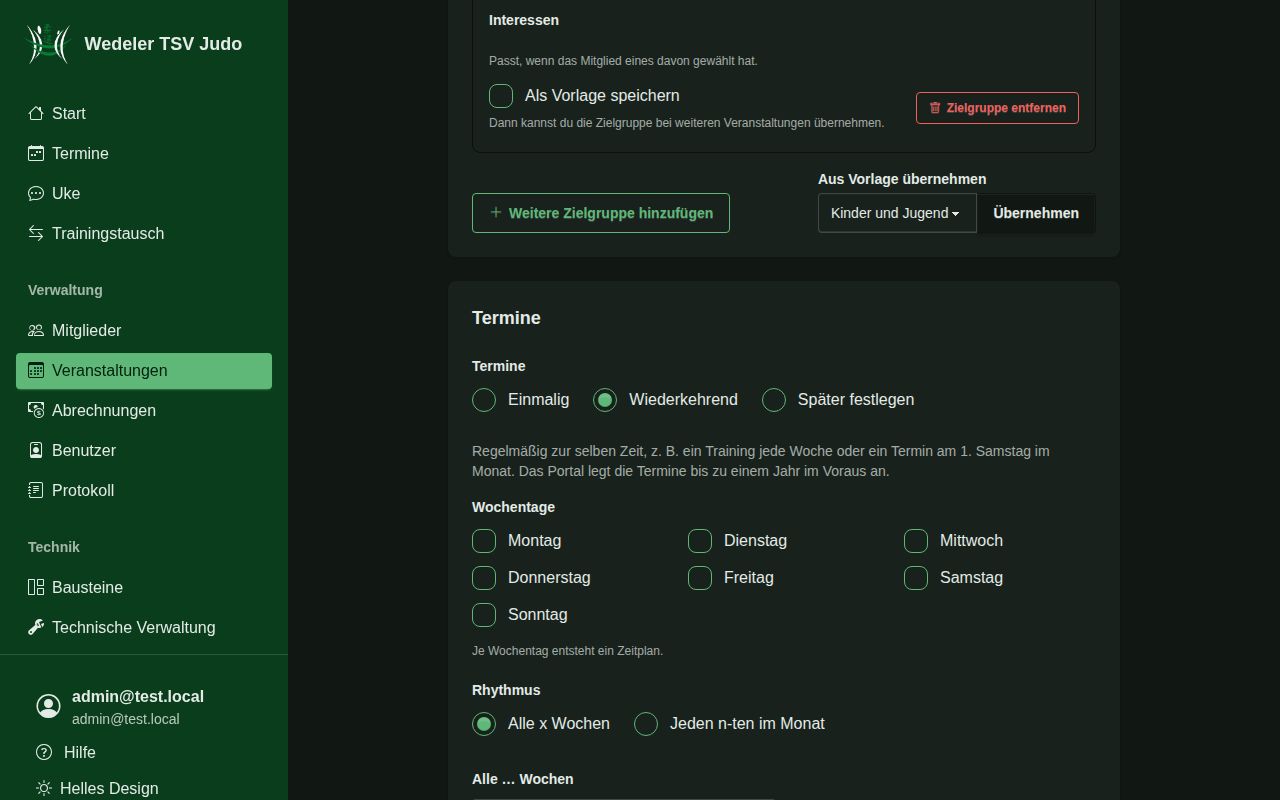 Wedeler TSV Judo
Start
Termine
Uke
Trainingstausch
Verwaltung
Mitglieder
Veranstaltungen
Abrechnungen
Benutzer
Protokoll
Technik
Bausteine
Technische Verwaltung
admin@test.local
admin@test.local
Hilfe
Helles Design
Interessen
Passt, wenn das Mitglied eines davon gewählt hat.
Als Vorlage speichern
Dann kannst du die Zielgruppe bei weiteren Veranstaltungen übernehmen.
Zielgruppe entfernen
Weitere Zielgruppe hinzufügen
Aus Vorlage übernehmen
Kinder und Jugend
Übernehmen
Termine
Termine
Einmalig
Wiederkehrend
Später festlegen
Regelmäßig zur selben Zeit, z. B. ein Training jede Woche oder ein Termin am 1. Samstag im
Monat. Das Portal legt die Termine bis zu einem Jahr im Voraus an.
Wochentage
Montag
Dienstag
Mittwoch
Donnerstag
Freitag
Samstag
Sonntag
Je Wochentag entsteht ein Zeitplan.
Rhythmus
Alle x Wochen
Jeden n-ten im Monat
Alle … Wochen